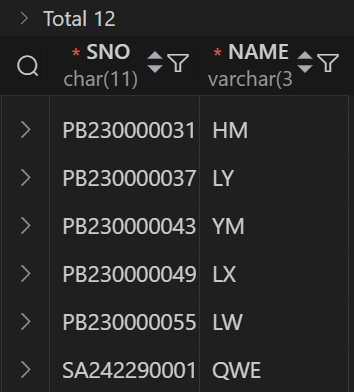 Total 12
* SNO * NAME
char(11) varchar(3
PB230000031 HM
PB230000037 LY
PB230000043 YM
PB230000049 LX
PB230000055 LW
SA242290001 QWE